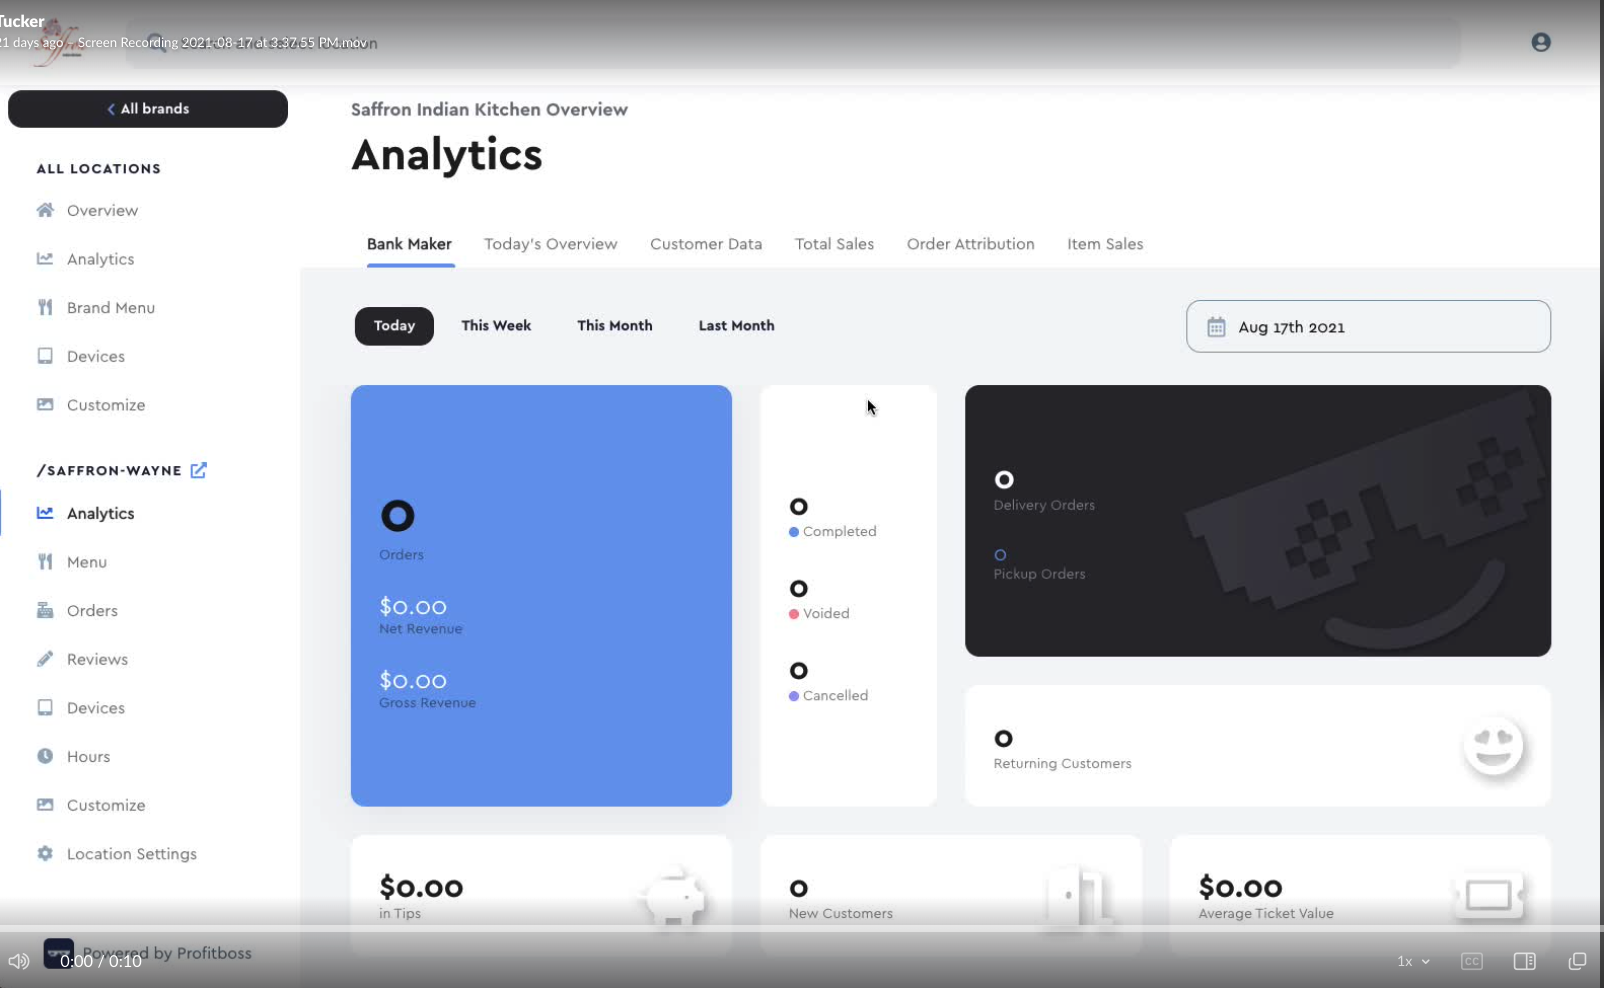 Tucker
21 days ago
Screen Recording 2021-08-17 at 3.37.55 PM.mov
All brands
ALL LOCATIONS
Overview
Analytics
Brand Menu
Devices
Customize
/SAFFRON-WAYNE
Analytics
Menu
Orders
Reviews
Devices
Hours
Customize
Location Settings
Powered by Profitboss
Saffron Indian Kitchen Overview
Analytics
Bank Maker Today's Overview Customer Data Total Sales Order Attribution Item Sales
Today This Week This Month Last Month
Aug 17th 2021
0
Orders
$0.00
Net Revenue
$0.00
Gross Revenue
0
Completed
0
Voided
0
Cancelled
0
Delivery Orders
0
Pickup Orders
0
Returning Customers
$0.00
in Tips
0
New Customers
$0.00
Average Ticket Value
0:00 / 0:10
1x
CC